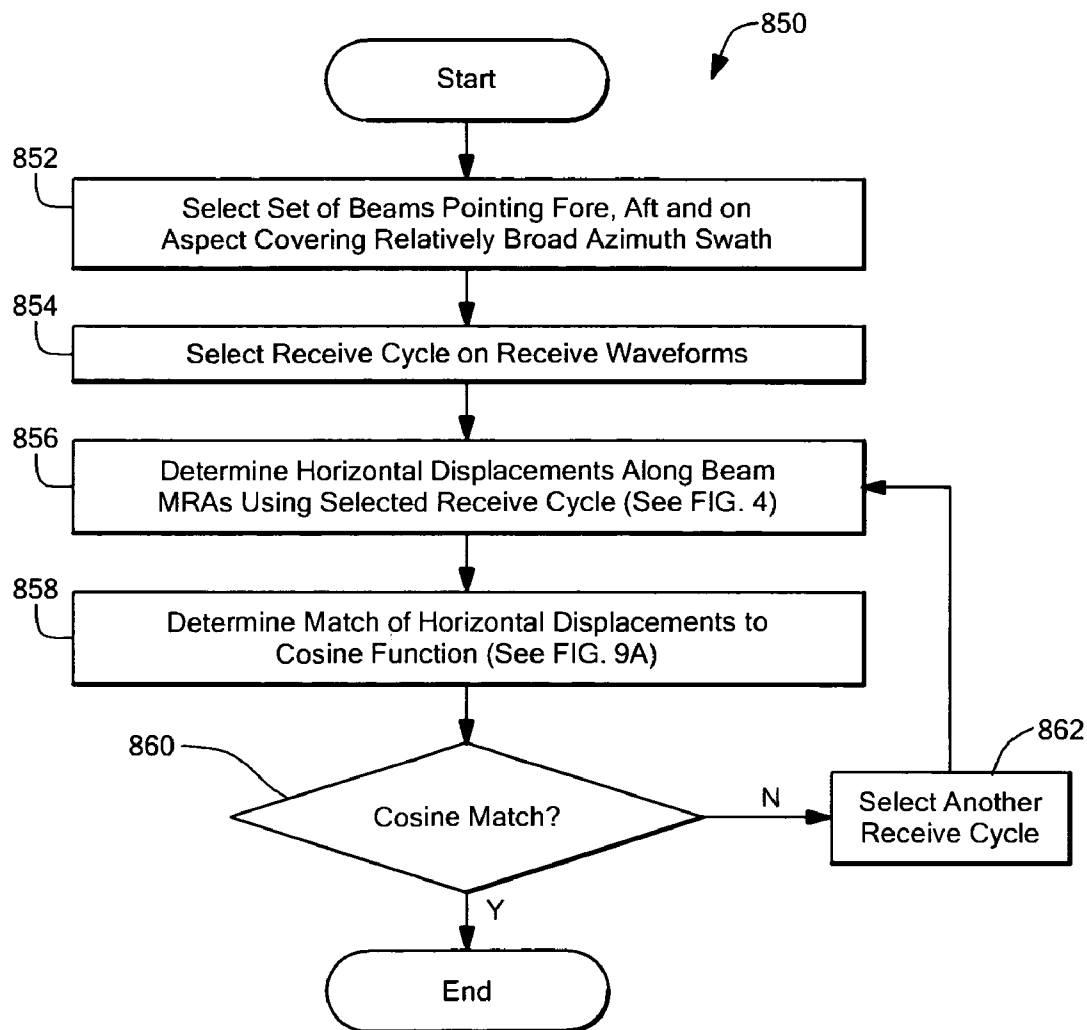 850
Start
852
Select Set of Beams Pointing Fore, Aft and on
Aspect Covering Relatively Broad Azimuth Swath
854
Select Receive Cycle on Receive Waveforms
856
Determine Horizontal Displacements Along Beam
MRAs Using Selected Receive Cycle (See FIG. 4)
858
Determine Match of Horizontal Displacements to
Cosine Function (See FIG. 9A)
860
Cosine Match?
N
862
Select Another
Receive Cycle
Y
End